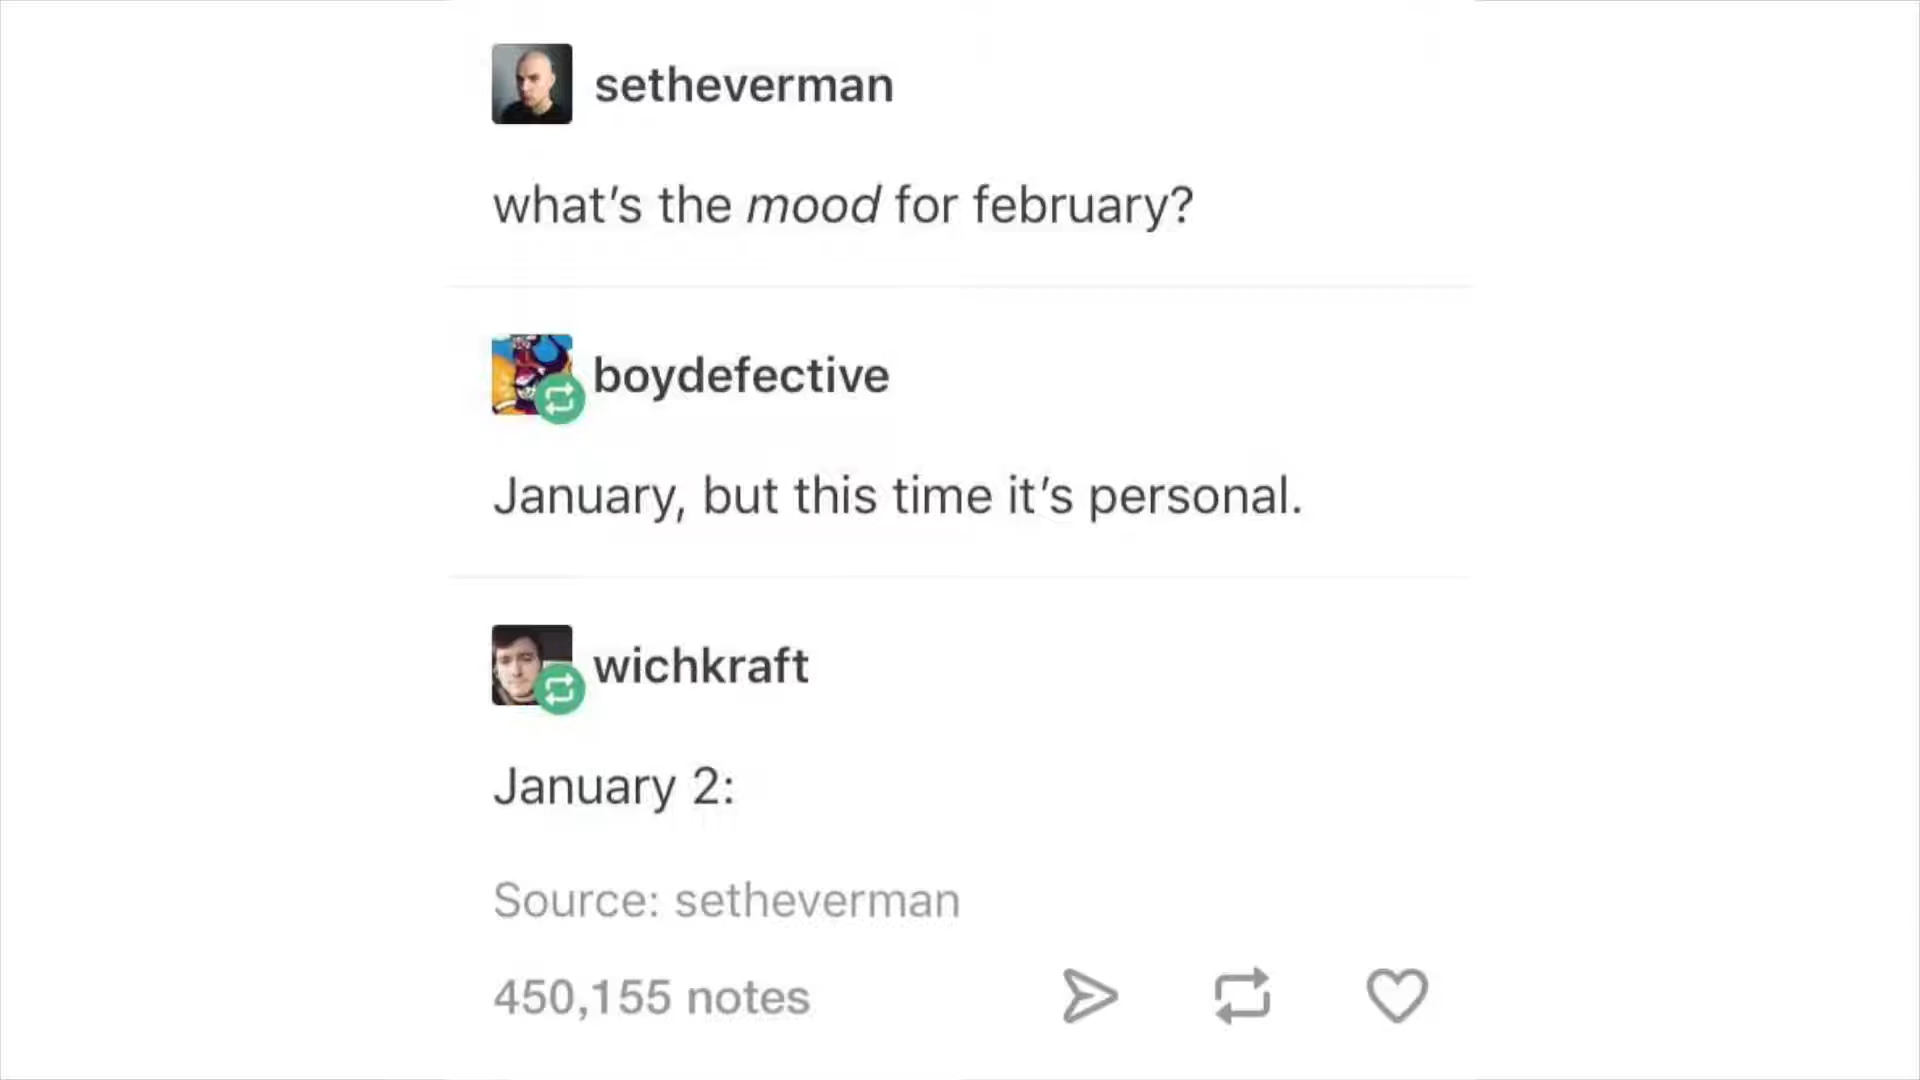 setheverman
what's the mood for february?
boydefective
January, but this time it's personal.
wichkraft
January 2:
Source: setheverman
450,155 notes